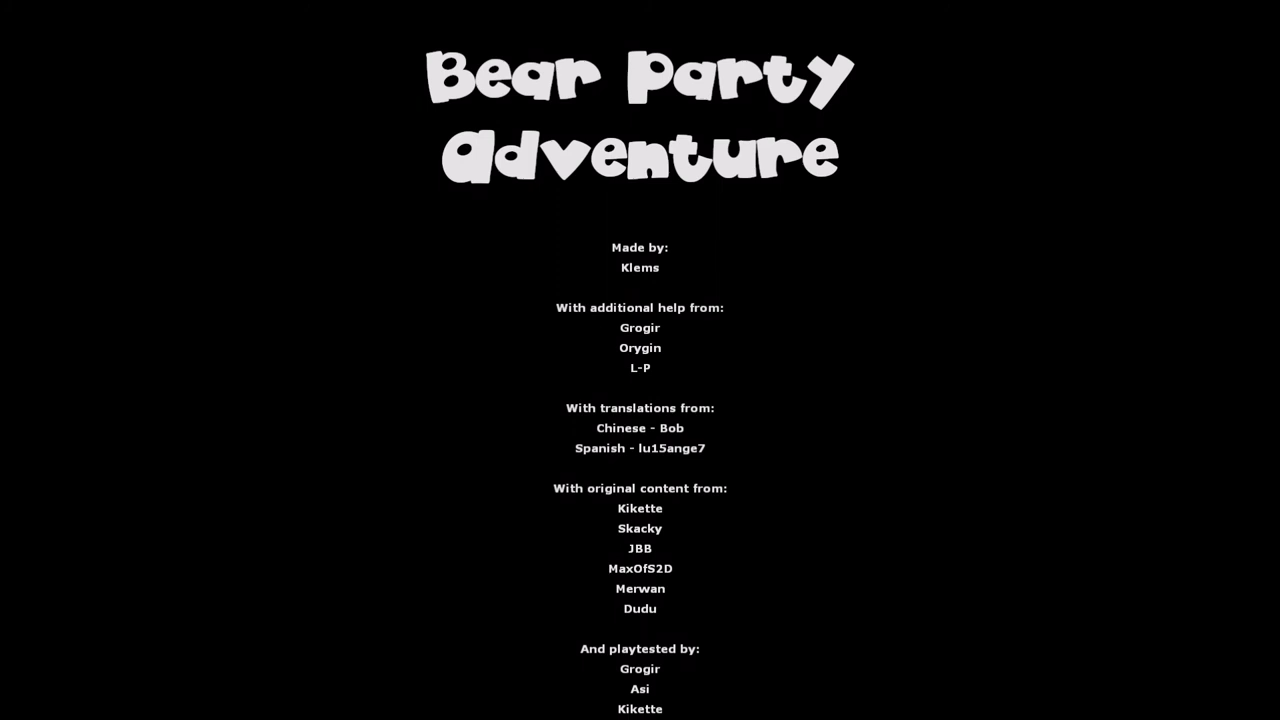 Bear Party
Adventure
Made by:
Klems
With additional help from:
Grogir
Orygin
L-P
With translations from:
Chinese - Bob
Spanish - lu15ange7
With original content from:
Kikette
Skacky
JBB
MaxOfS2D
Merwan
Dudu
And playtested by:
Grogir
Asi
Kikette